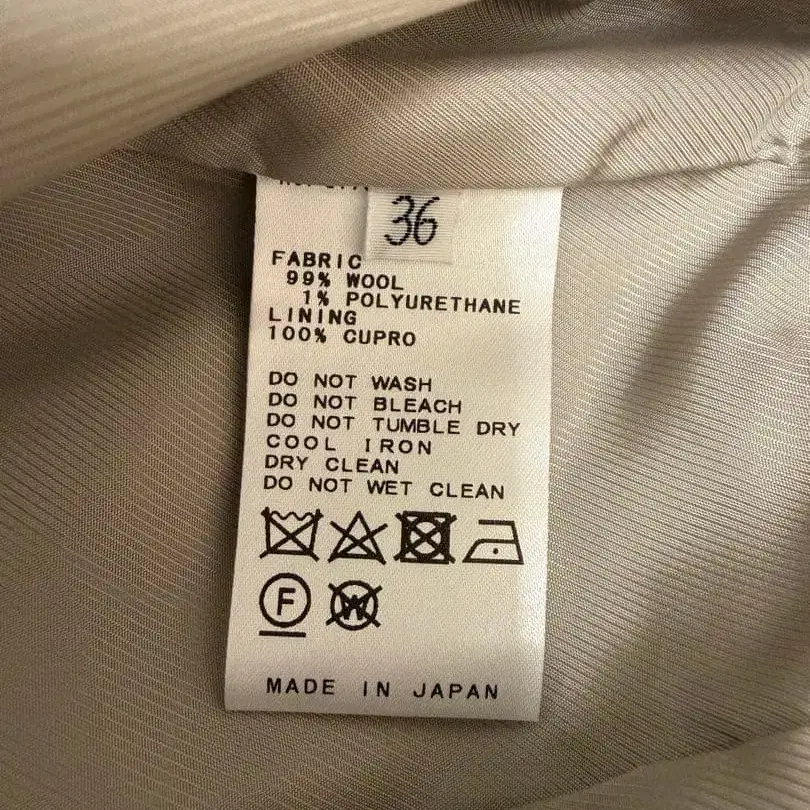 36
FABRIC
99% WOOL
1% POLYURETHANE
LINING
100% CUPRO
DO NOT WASH
DO NOT BLEACH
DO NOT TUMBLE DRY
COOL IRON
DRY CLEAN
DO NOT WET CLEAN
F
W
MADE IN JAPAN